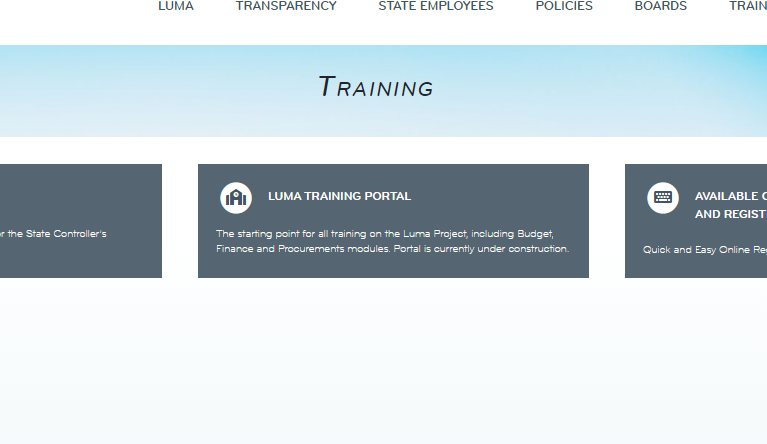 LUMA TRANSPARENCY STATE EMPLOYEES POLICIES BOARDS TRAIN
Training
r the State Controller's
LUMA TRAINING PORTAL
The starting point for all training on the Luma Project, including Budget,
Finance and Procurements modules. Portal is currently under construction.
AVAILABLE
AND REGIST
Quick and Easy Online Re